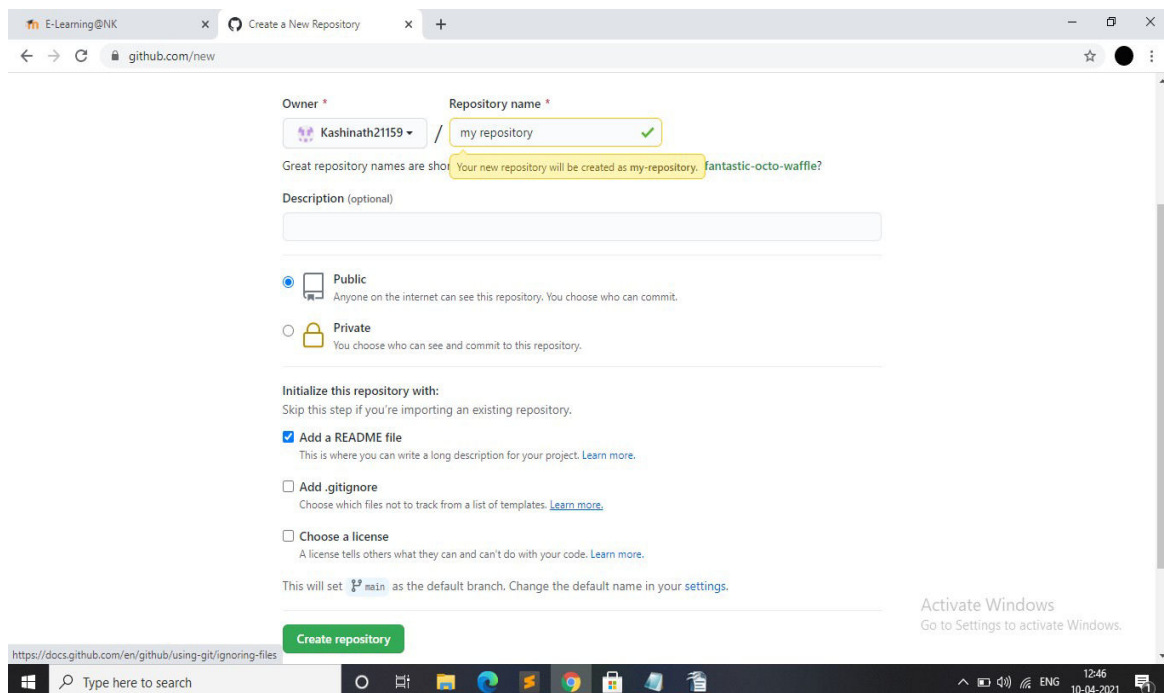 E-Learning@NK
Create a New Repository
github.com/new
Owner * Repository name *
Kashinath21159 / my repository
Great repository names are shor
Your new repository will be created as my-repository.
fantastic-octo-waffle?
Description (optional)
Public
Anyone on the internet can see this repository. You choose who can commit.
Private
You choose who can see and commit to this repository.
Initialize this repository with:
Skip this step if you're importing an existing repository.
Add a README file
This is where you can write a long description for your project. Learn more.
Add .gitignore
Choose which files not to track from a list of templates. Learn more.
Choose a license
A license tells others what they can and can't do with your code. Learn more.
This will set main as the default branch. Change the default name in your settings.
Create repository
Activate Windows
Go to Settings to activate Windows.
https://docs.github.com/en/github/using-git/ignoring-files
Type here to search
ENG
12:46
10-04-2021
1